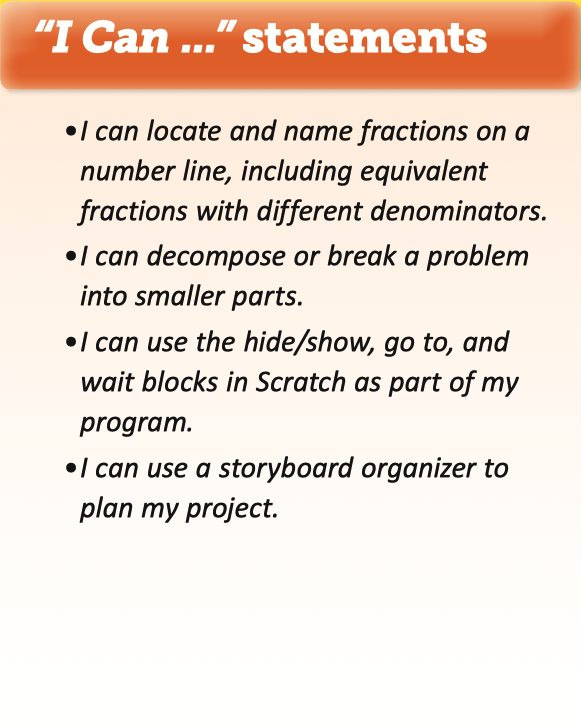 “I Can ...” statements
•I can locate and name fractions on a
number line, including equivalent
fractions with different denominators.
•I can decompose or break a problem
into smaller parts.
•I can use the hide/show, go to, and
wait blocks in Scratch as part of my
program.
•I can use a storyboard organizer to
plan my project.